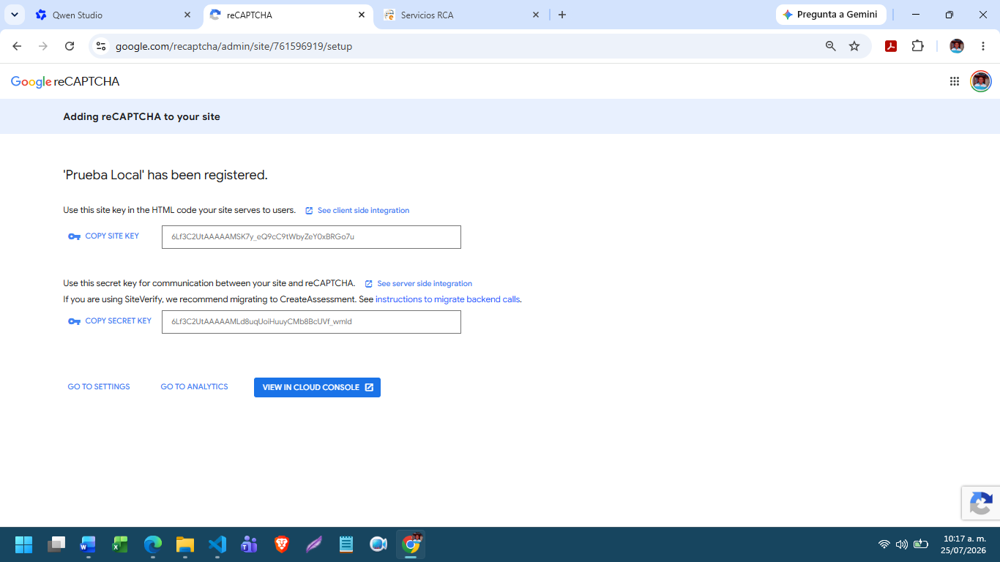 Qwen Studio
reCAPTCHA
Servicios RCA
Pregunta a Gemini
google.com/recaptcha/admin/site/761596919/setup
Google reCAPTCHA
Adding reCAPTCHA to your site
'Prueba Local' has been registered.
Use this site key in the HTML code your site serves to users. See client side integration
COPY SITE KEY 6Lf3C2UtAAAAAMSK7y_eQ9cC9tWbyZeY0xBRGo7u
Use this secret key for communication between your site and reCAPTCHA. See server side integration
If you are using SiteVerify, we recommend migrating to CreateAssessment. See instructions to migrate backend calls.
COPY SECRET KEY 6Lf3C2UtAAAAAMLd8uqUoiHuuyCMb8BcUVf_wmld
GO TO SETTINGS GO TO ANALYTICS VIEW IN CLOUD CONSOLE
10:17 a. m.
25/07/2026